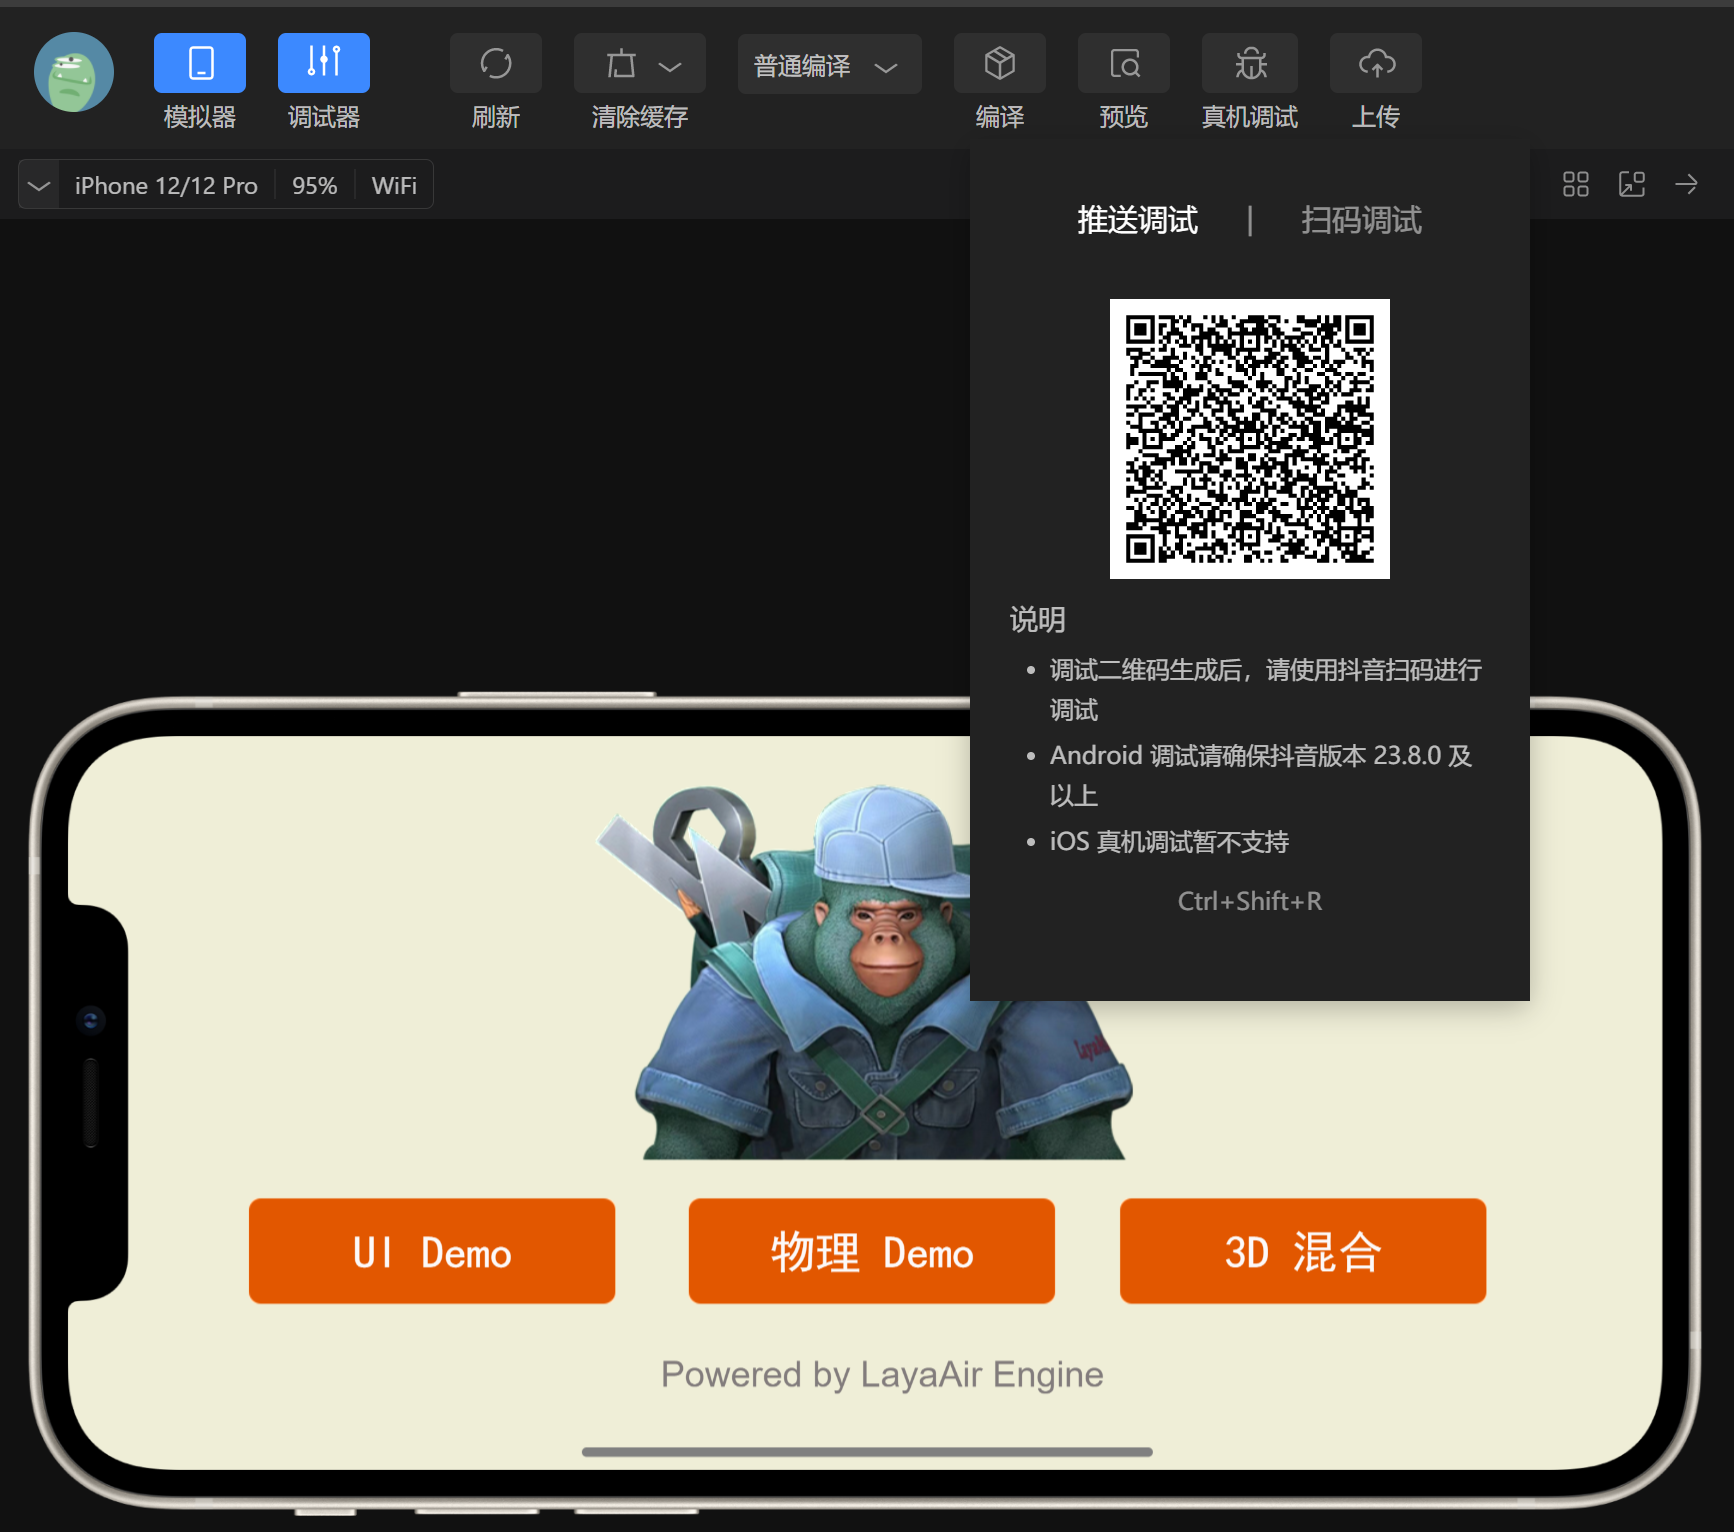 模拟器
调试器
刷新
清除缓存
普通编译
编译
预览
真机调试
上传
iPhone 12/12 Pro
95%
WiFi
推送调试 | 扫码调试
说明
• 调试二维码生成后，请使用抖音扫码进行
调试
• Android 调试请确保抖音版本 23.8.0 及
以上
• iOS 真机调试暂不支持
Ctrl+Shift+R
UI Demo
物理 Demo
3D 混合
Powered by LayaAir Engine